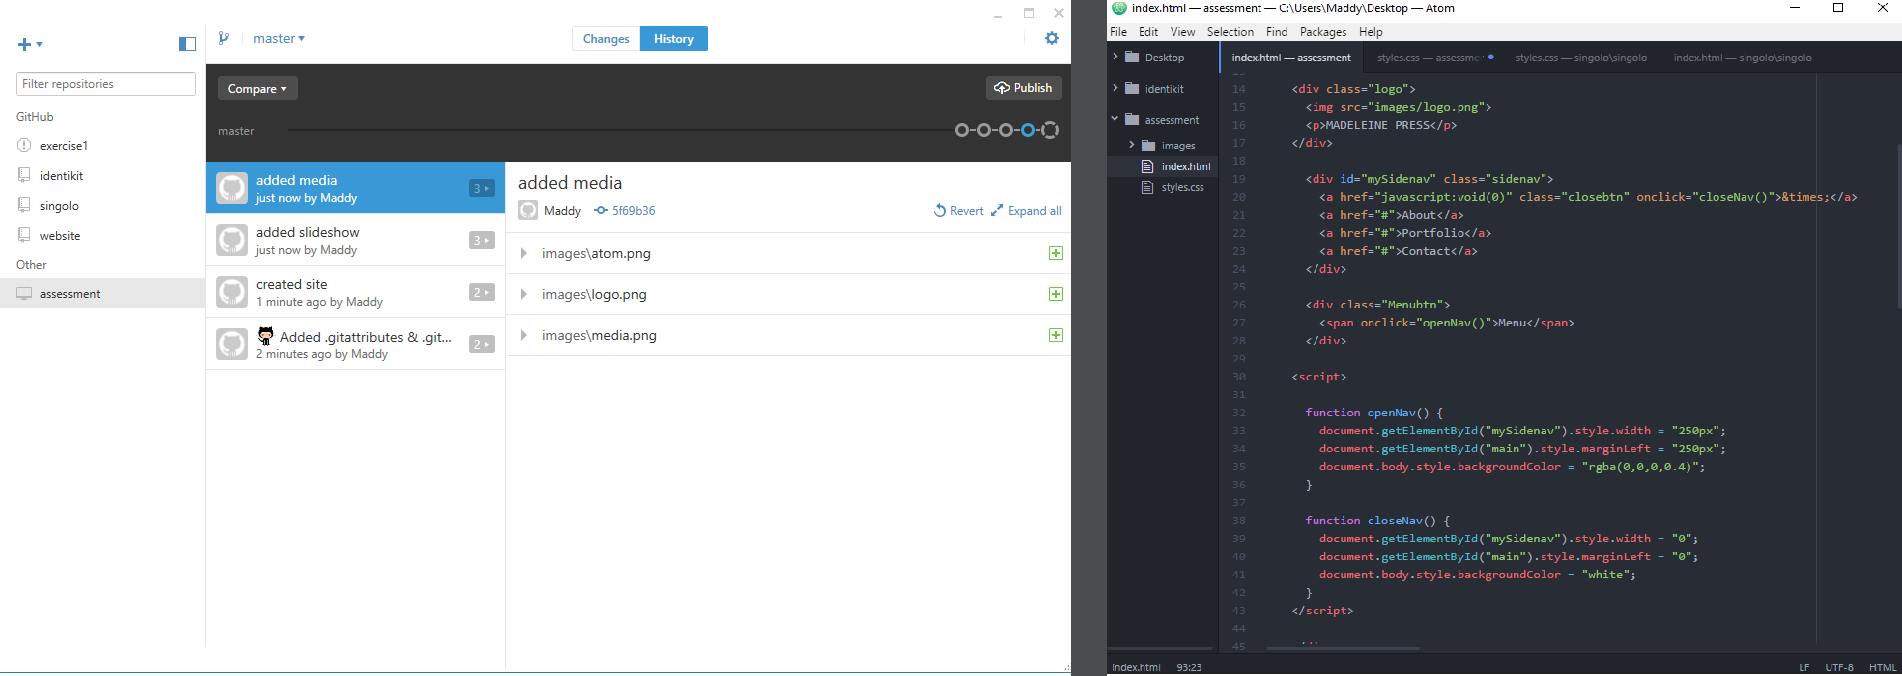 master
Changes
History
Filter repositories
GitHub
exercise1
identikit
singolo
website
Other
assessment
Compare
Publish
master
added media
just now by Maddy
3
added slideshow
just now by Maddy
3
created site
1 minute ago by Maddy
2
Added .gitattributes & .git...
2 minutes ago by Maddy
2
added media
Maddy
5f69b36
Revert
Expand all
images\atom.png
images\logo.png
images\media.png
index.html — assessment — C:\Users\Maddy\Desktop — Atom
File Edit View Selection Find Packages Help
Desktop
identikit
assessment
images
index.html
styles.css
index.html — assessment
styles.css — assessme
styles.css — singolo\singolo
index.html — singolo\singolo
14 <div class="logo">
15 <img src="images/logo.png">
16 <p>MADELEINE PRESS</p>
17 </div>
18
19 <div id="mySidenav" class="sidenav">
20 <a href="javascript:void(0)" class="closebtn" onclick="closeNav()">&times;</a>
21 <a href="#">About</a>
22 <a href="#">Portfolio</a>
23 <a href="#">Contact</a>
24 </div>
25
26 <div class="Menubtn">
27 <span onclick="openNav()">Menu</span>
28 </div>
29
30 <script>
31
32 function openNav() {
33 document.getElementById("mySidenav").style.width = "250px";
34 document.getElementById("main").style.marginLeft = "250px";
35 document.body.style.backgroundColor = "rgba(0,0,0,0.4)";
36 }
37
38 function closeNav() {
39 document.getElementById("mySidenav").style.width = "0";
40 document.getElementById("main").style.marginLeft = "0";
41 document.body.style.backgroundColor = "white";
42 }
43 </script>
44
45
index.html 93:23
LF UTF-8 HTML